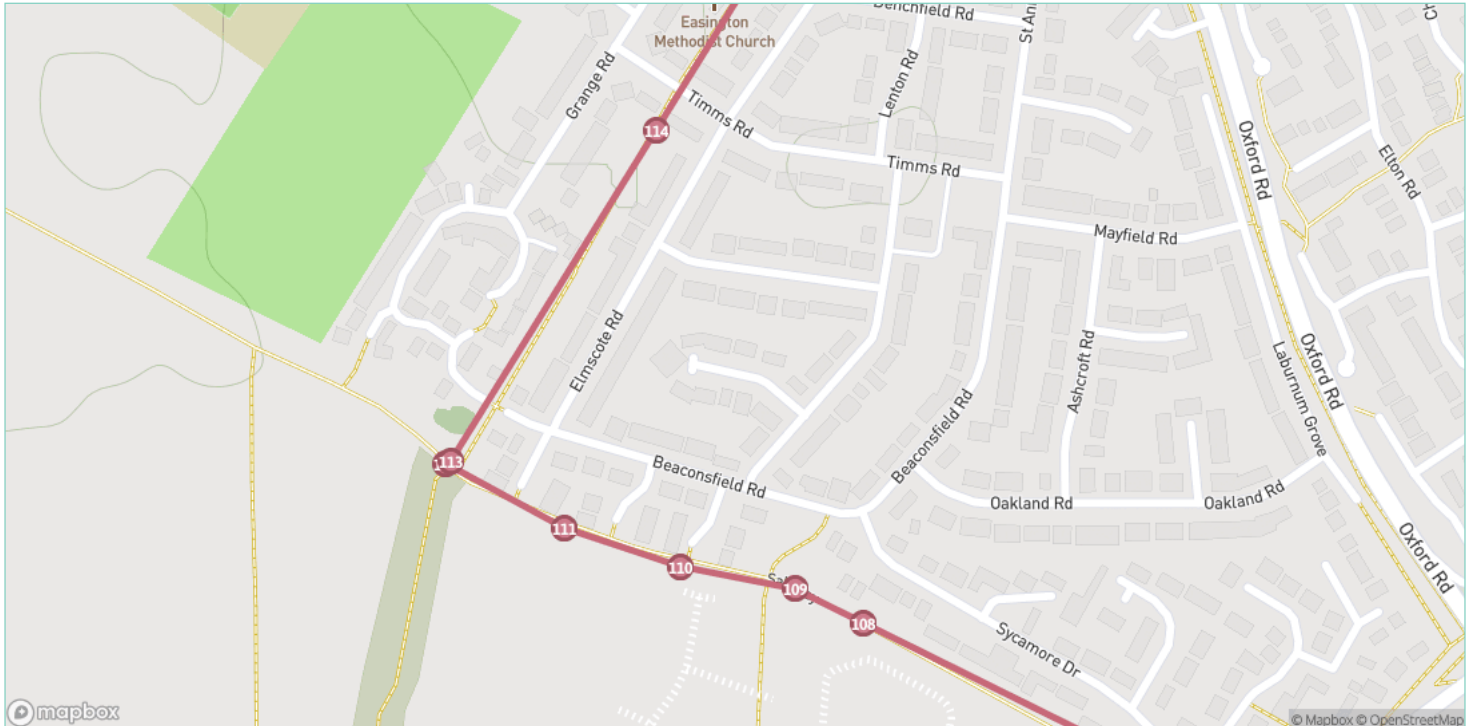 Denchfield Rd
Easington
Methodist Church
St An
Ch
Grange Rd
Lenton Rd
Timms Rd
114
Timms Rd
Oxford Rd
Elton Rd
Mayfield Rd
Elmscote Rd
Ashcroft Rd
Oxford Rd
Laburnum Grove
Beaconsfield Rd
113
Beaconsfield Rd
Oakland Rd
Oakland Rd
111
Oxford Rd
110
109
108
Sycamore Dr
mapbox
© Mapbox © OpenStreetMap